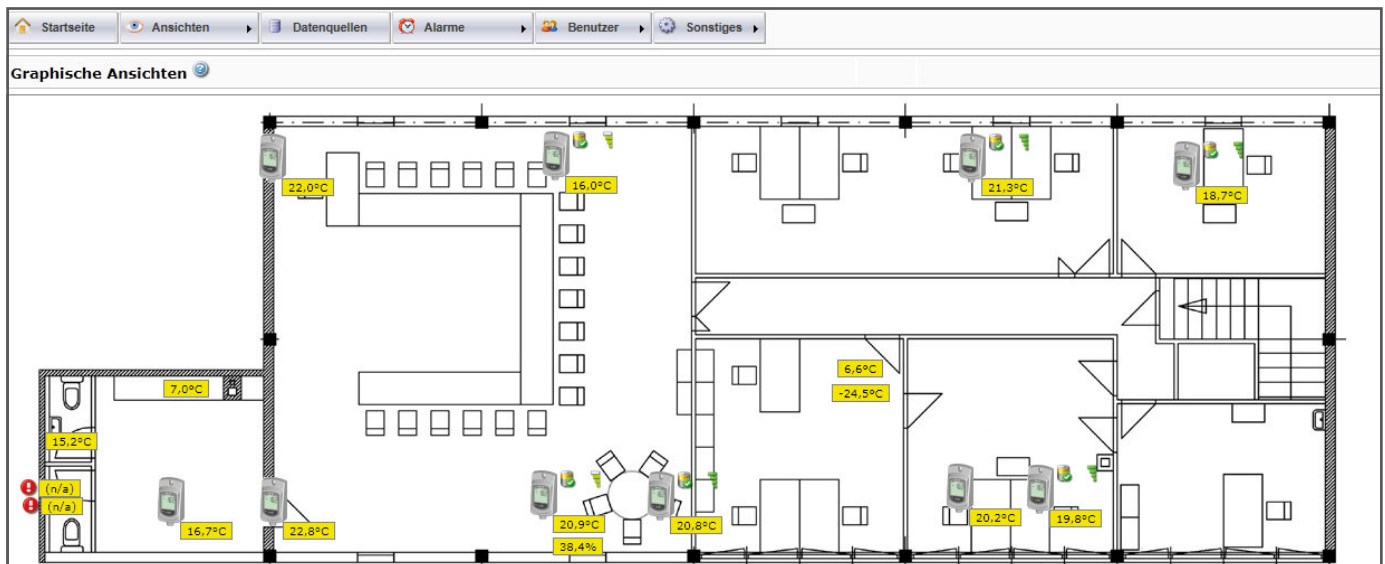 Startseite Ansichten Datenquellen Alarme Benutzer Sonstiges
Graphische Ansichten
22,0°C
16,0°C
21,3°C
18,7°C
6,6°C
-24,5°C
7,0°C
15,2°C
(n/a)
(n/a)
16,7°C
22,8°C
20,9°C
38,4%
20,8°C
20,2°C
19,8°C